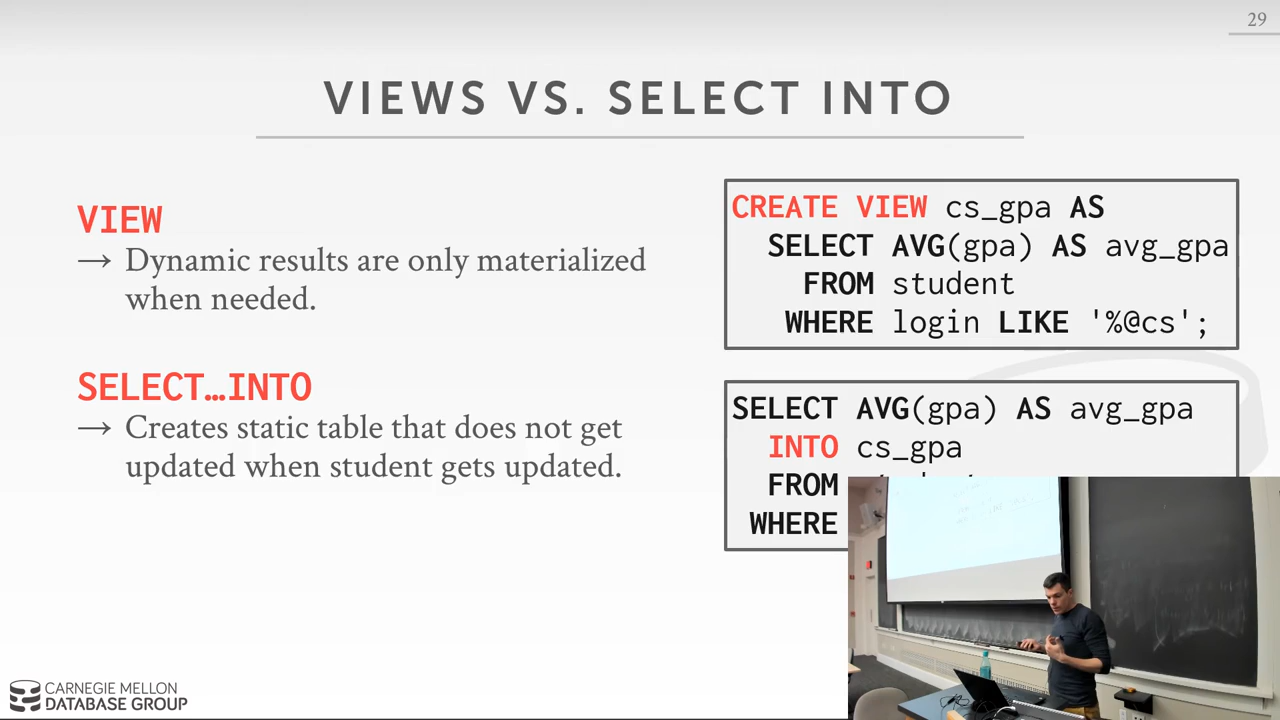 29
VIEWS VS. SELECT INTO
VIEW
→ Dynamic results are only materialized
when needed.
SELECT…INTO
→ Creates static table that does not get
updated when student gets updated.
CREATE VIEW cs_gpa AS
SELECT AVG(gpa) AS avg_gpa
FROM student
WHERE login LIKE '%@cs';
SELECT AVG(gpa) AS avg_gpa
INTO cs_gpa
FROM
WHERE
CARNEGIE MELLON
DATABASE GROUP